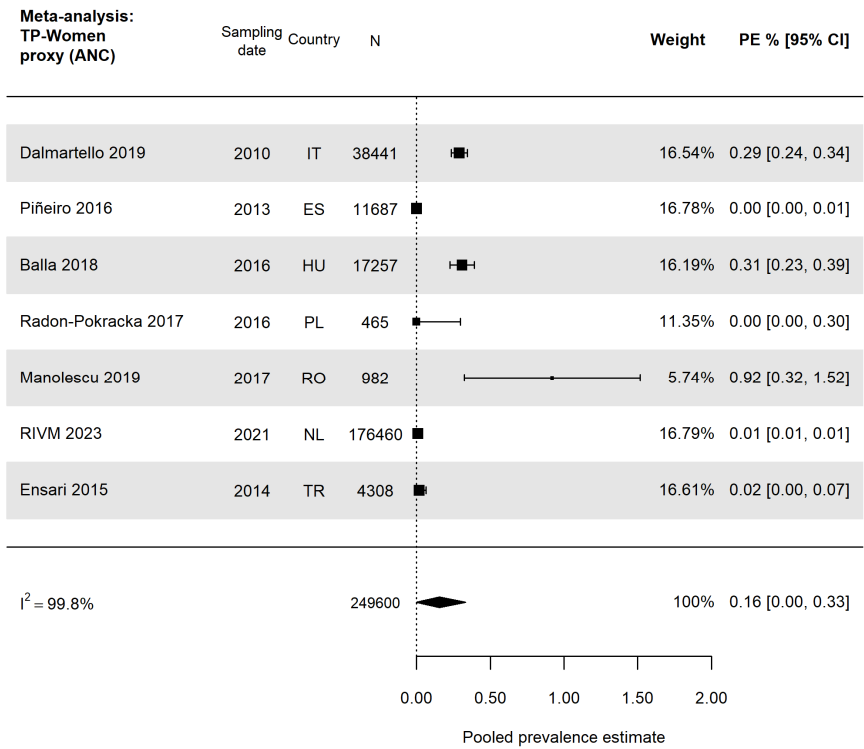 Meta-analysis:
TP-Women
proxy (ANC)
Sampling
date
Country
N
Weight
PE % [95% CI]
Dalmartello 2019 2010 IT 38441 16.54% 0.29 [0.24, 0.34]
Piñeiro 2016 2013 ES 11687 16.78% 0.00 [0.00, 0.01]
Balla 2018 2016 HU 17257 16.19% 0.31 [0.23, 0.39]
Radon-Pokracka 2017 2016 PL 465 11.35% 0.00 [0.00, 0.30]
Manolescu 2019 2017 RO 982 5.74% 0.92 [0.32, 1.52]
RIVM 2023 2021 NL 176460 16.79% 0.01 [0.01, 0.01]
Ensari 2015 2014 TR 4308 16.61% 0.02 [0.00, 0.07]
I² = 99.8% 249600 100% 0.16 [0.00, 0.33]
0.00 0.50 1.00 1.50 2.00
Pooled prevalence estimate